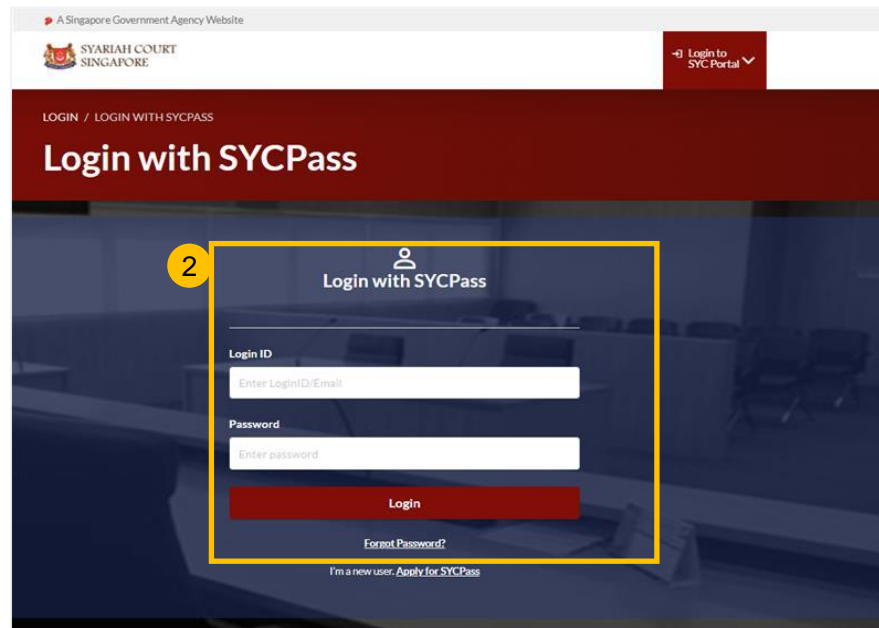 A Singapore Government Agency Website
SYARIAH COURT
SINGAPORE
Login to
SYC Portal
LOGIN / LOGIN WITH SYCPASS
Login with SYCPass
2
Login with SYCPass
Login ID
Enter LoginID/Email
Password
Enter password
Login
Forgot Password?
I'm a new user. Apply for SYCPass